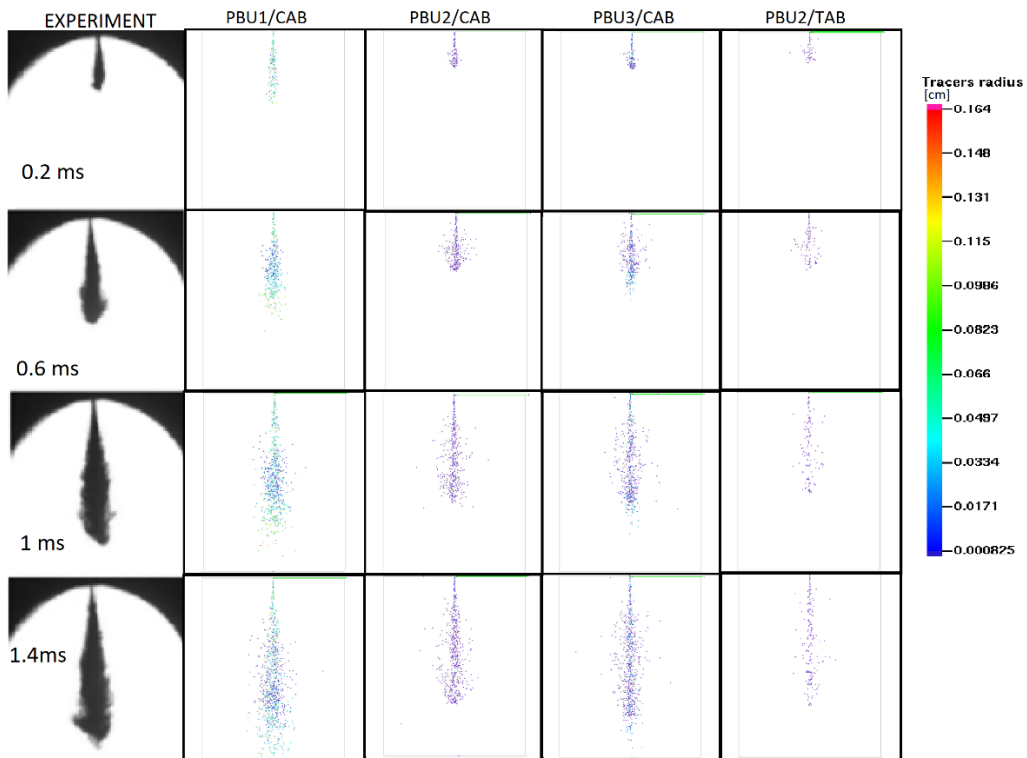 EXPERIMENT PBU1/CAB PBU2/CAB PBU3/CAB PBU2/TAB
Tracers radius
[cm]
0.164
0.148
0.131
0.115
0.0986
0.0823
0.066
0.0497
0.0334
0.0171
0.000825
0.2 ms
0.6 ms
1 ms
1.4ms